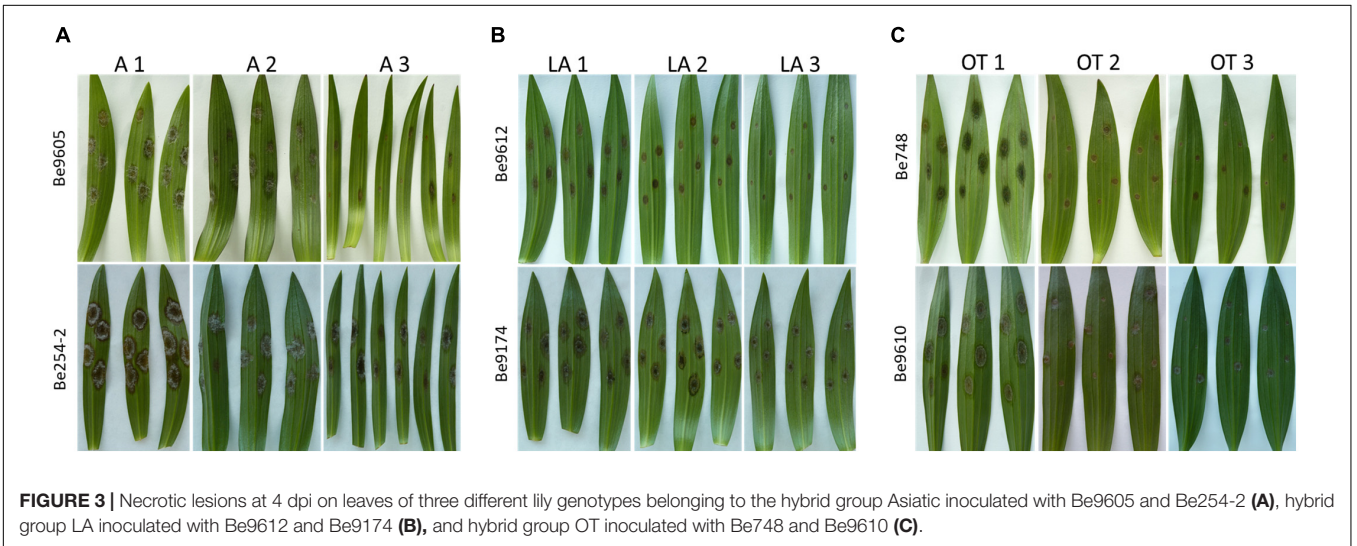 A
B
C
A 1
A 2
A 3
LA 1
LA 2
LA 3
OT 1
OT 2
OT 3
Be9605
Be9612
Be748
Be254-2
Be9174
Be9610
FIGURE 3 | Necrotic lesions at 4 dpi on leaves of three different lily genotypes belonging to the hybrid group Asiatic inoculated with Be9605 and Be254-2 (A), hybrid
group LA inoculated with Be9612 and Be9174 (B), and hybrid group OT inoculated with Be748 and Be9610 (C).